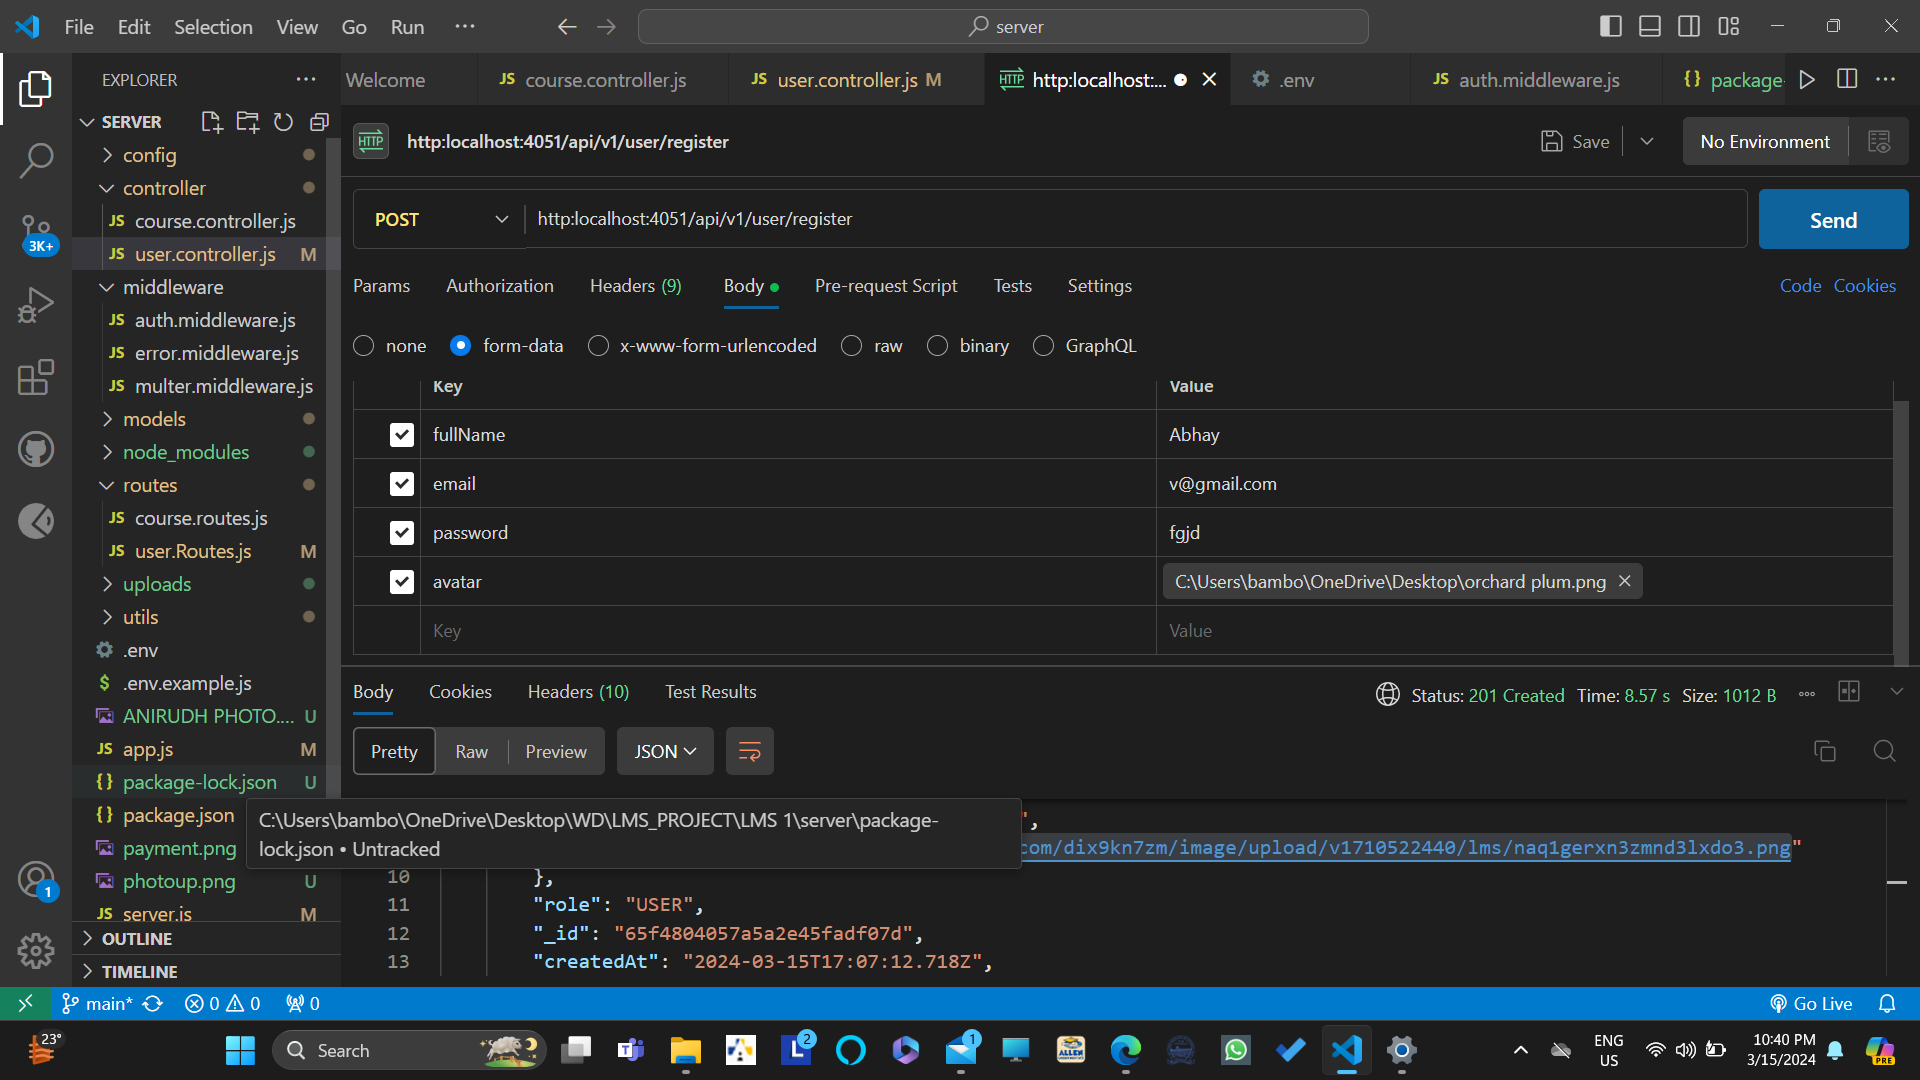 File Edit Selection View Go Run ···
server
EXPLORER ···
Welcome
JS course.controller.js
JS user.controller.js M
HTTP http:localhost:...
.env
JS auth.middleware.js
{} package-
SERVER
config
controller
JS course.controller.js
JS user.controller.js M
middleware
JS auth.middleware.js
JS error.middleware.js
JS multer.middleware.js
models
node_modules
routes
JS course.routes.js
JS user.Routes.js M
uploads
utils
.env
$ .env.example.js
ANIRUDH PHOTO.... U
JS app.js M
{} package-lock.json U
{} package.json
payment.png
photoup.png U
JS server.js M
OUTLINE
TIMELINE
3K+
1
HTTP http:localhost:4051/api/v1/user/register
Save
No Environment
POST http:localhost:4051/api/v1/user/register
Send
Params Authorization Headers (9) Body Pre-request Script Tests Settings
Code Cookies
none form-data x-www-form-urlencoded raw binary GraphQL
Key Value
fullName Abhay
email v@gmail.com
password fgjd
avatar C:\Users\bambo\OneDrive\Desktop\orchard plum.png
Key Value
Body Cookies Headers (10) Test Results
Status: 201 Created Time: 8.57 s Size: 1012 B
Pretty Raw Preview JSON
C:\Users\bambo\OneDrive\Desktop\WD\LMS_PROJECT\LMS 1\server\package-
lock.json • Untracked
",
com/dix9kn7zm/image/upload/v1710522440/lms/naq1gerxn3zmnd3lxdo3.png"
10 },
11 "role": "USER",
12 "_id": "65f4804057a5a2e45fadf07d",
13 "createdAt": "2024-03-15T17:07:12.718Z",
main* 0 0 0
Go Live
23°
Search
2
1
ALLEN
ENG
US
10:40 PM
3/15/2024
PRE